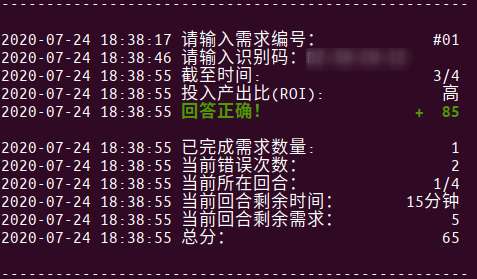 2020-07-24 18:38:17 请输入需求编号： #01
2020-07-24 18:38:46 请输入识别码：
2020-07-24 18:38:55 截至时间： 3/4
2020-07-24 18:38:55 投入产出比(ROI)： 高
2020-07-24 18:38:55 回答正确！ + 85
2020-07-24 18:38:55 已完成需求数量： 1
2020-07-24 18:38:55 当前错误次数： 2
2020-07-24 18:38:55 当前所在回合： 1/4
2020-07-24 18:38:55 当前回合剩余时间： 15分钟
2020-07-24 18:38:55 当前回合剩余需求： 5
2020-07-24 18:38:55 总分： 65